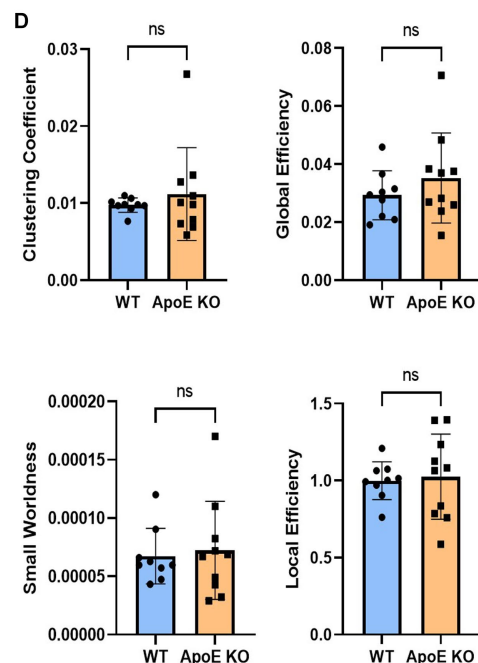 D
ns
Clustering Coefficient
0.03
0.02
0.01
0.00
WT ApoE KO
ns
Global Efficiency
0.08
0.06
0.04
0.02
0.00
WT ApoE KO
ns
Small Worldness
0.00020
0.00015
0.00010
0.00005
0.00000
WT ApoE KO
ns
Local Efficiency
1.5
1.0
0.5
0.0
WT ApoE KO